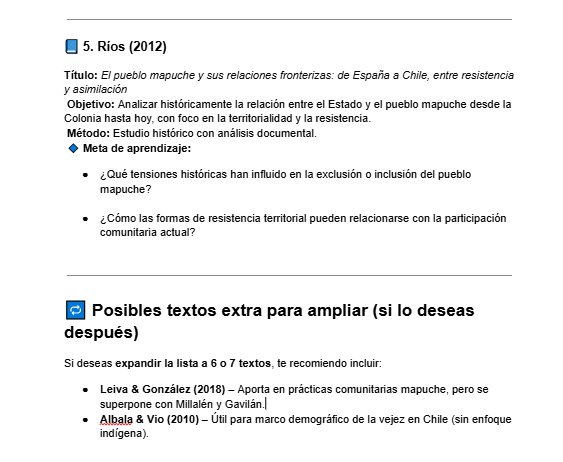 5. Ríos (2012)
Título: El pueblo mapuche y sus relaciones fronterizas: de España a Chile, entre resistencia
y asimilación
Objetivo: Analizar históricamente la relación entre el Estado y el pueblo mapuche desde la
Colonia hasta hoy, con foco en la territorialidad y la resistencia.
Método: Estudio histórico con análisis documental.
Meta de aprendizaje:
¿Qué tensiones históricas han influido en la exclusión o inclusión del pueblo
mapuche?
¿Cómo las formas de resistencia territorial pueden relacionarse con la participación
comunitaria actual?
Posibles textos extra para ampliar (si lo deseas
después)
Si deseas expandir la lista a 6 o 7 textos, te recomiendo incluir:
Leiva & González (2018) – Aporta en prácticas comunitarias mapuche, pero se
superpone con Millalén y Gavilán.
Albala & Vio (2010) – Útil para marco demográfico de la vejez en Chile (sin enfoque
indígena).